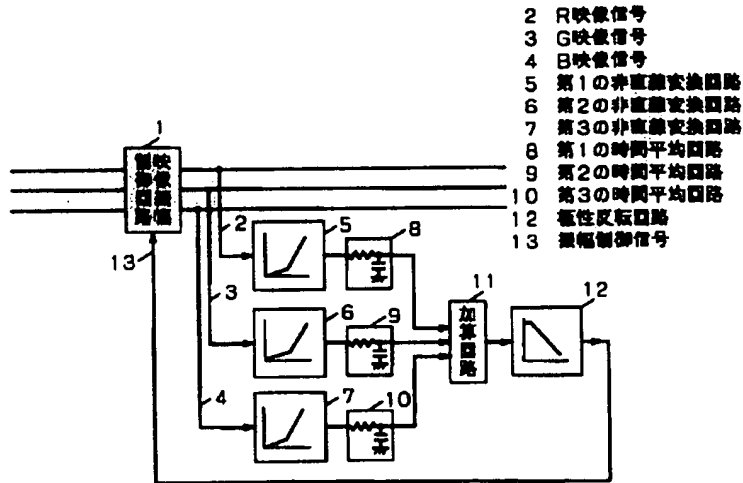 2 R映像信号
3 G映像信号
4 B映像信号
5 第1の非直線変換回路
6 第2の非直線変換回路
7 第3の非直線変換回路
8 第1の時間平均回路
9 第2の時間平均回路
10 第3の時間平均回路
12 極性反転回路
13 振幅制御信号
1
映像振幅
制御回路
13
2
5
8
3
6
9
11
加算回路
12
4
7
10